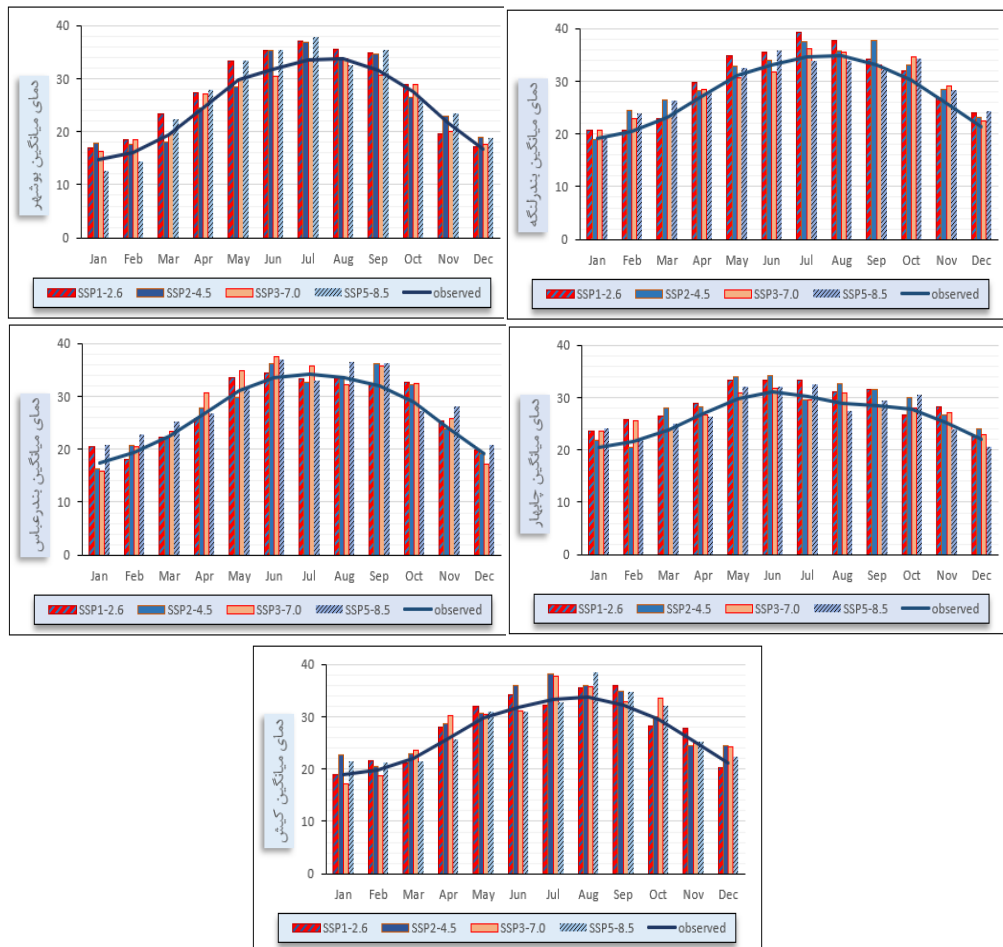 40
30
20
10
0
دمای میانگین بوشهر
Jan Feb Mar Apr May Jun Jul Aug Sep Oct Nov Dec
SSP1-2.6 SSP2-4.5 SSP3-7.0 SSP5-8.5 observed
40
30
20
10
0
دمای میانگین بندرلنگه
Jan Feb Mar Apr May Jun Jul Aug Sep Oct Nov Dec
SSP1-2.6 SSP2-4.5 SSP3-7.0 SSP5-8.5 observed
40
30
20
10
0
دمای میانگین بندرعباس
Jan Feb Mar Apr May Jun Jul Aug Sep Oct Nov Dec
SSP1-2.6 SSP2-4.5 SSP3-7.0 SSP5-8.5 observed
40
30
20
10
0
دمای میانگین چابهار
Jan Feb Mar Apr May Jun Jul Aug Sep Oct Nov Dec
SSP1-2.6 SSP2-4.5 SSP3-7.0 SSP5-8.5 observed
40
30
20
10
0
دمای میانگین کیش
Jan Feb Mar Apr May Jun Jul Aug Sep Oct Nov Dec
SSP1-2.6 SSP2-4.5 SSP3-7.0 SSP5-8.5 observed